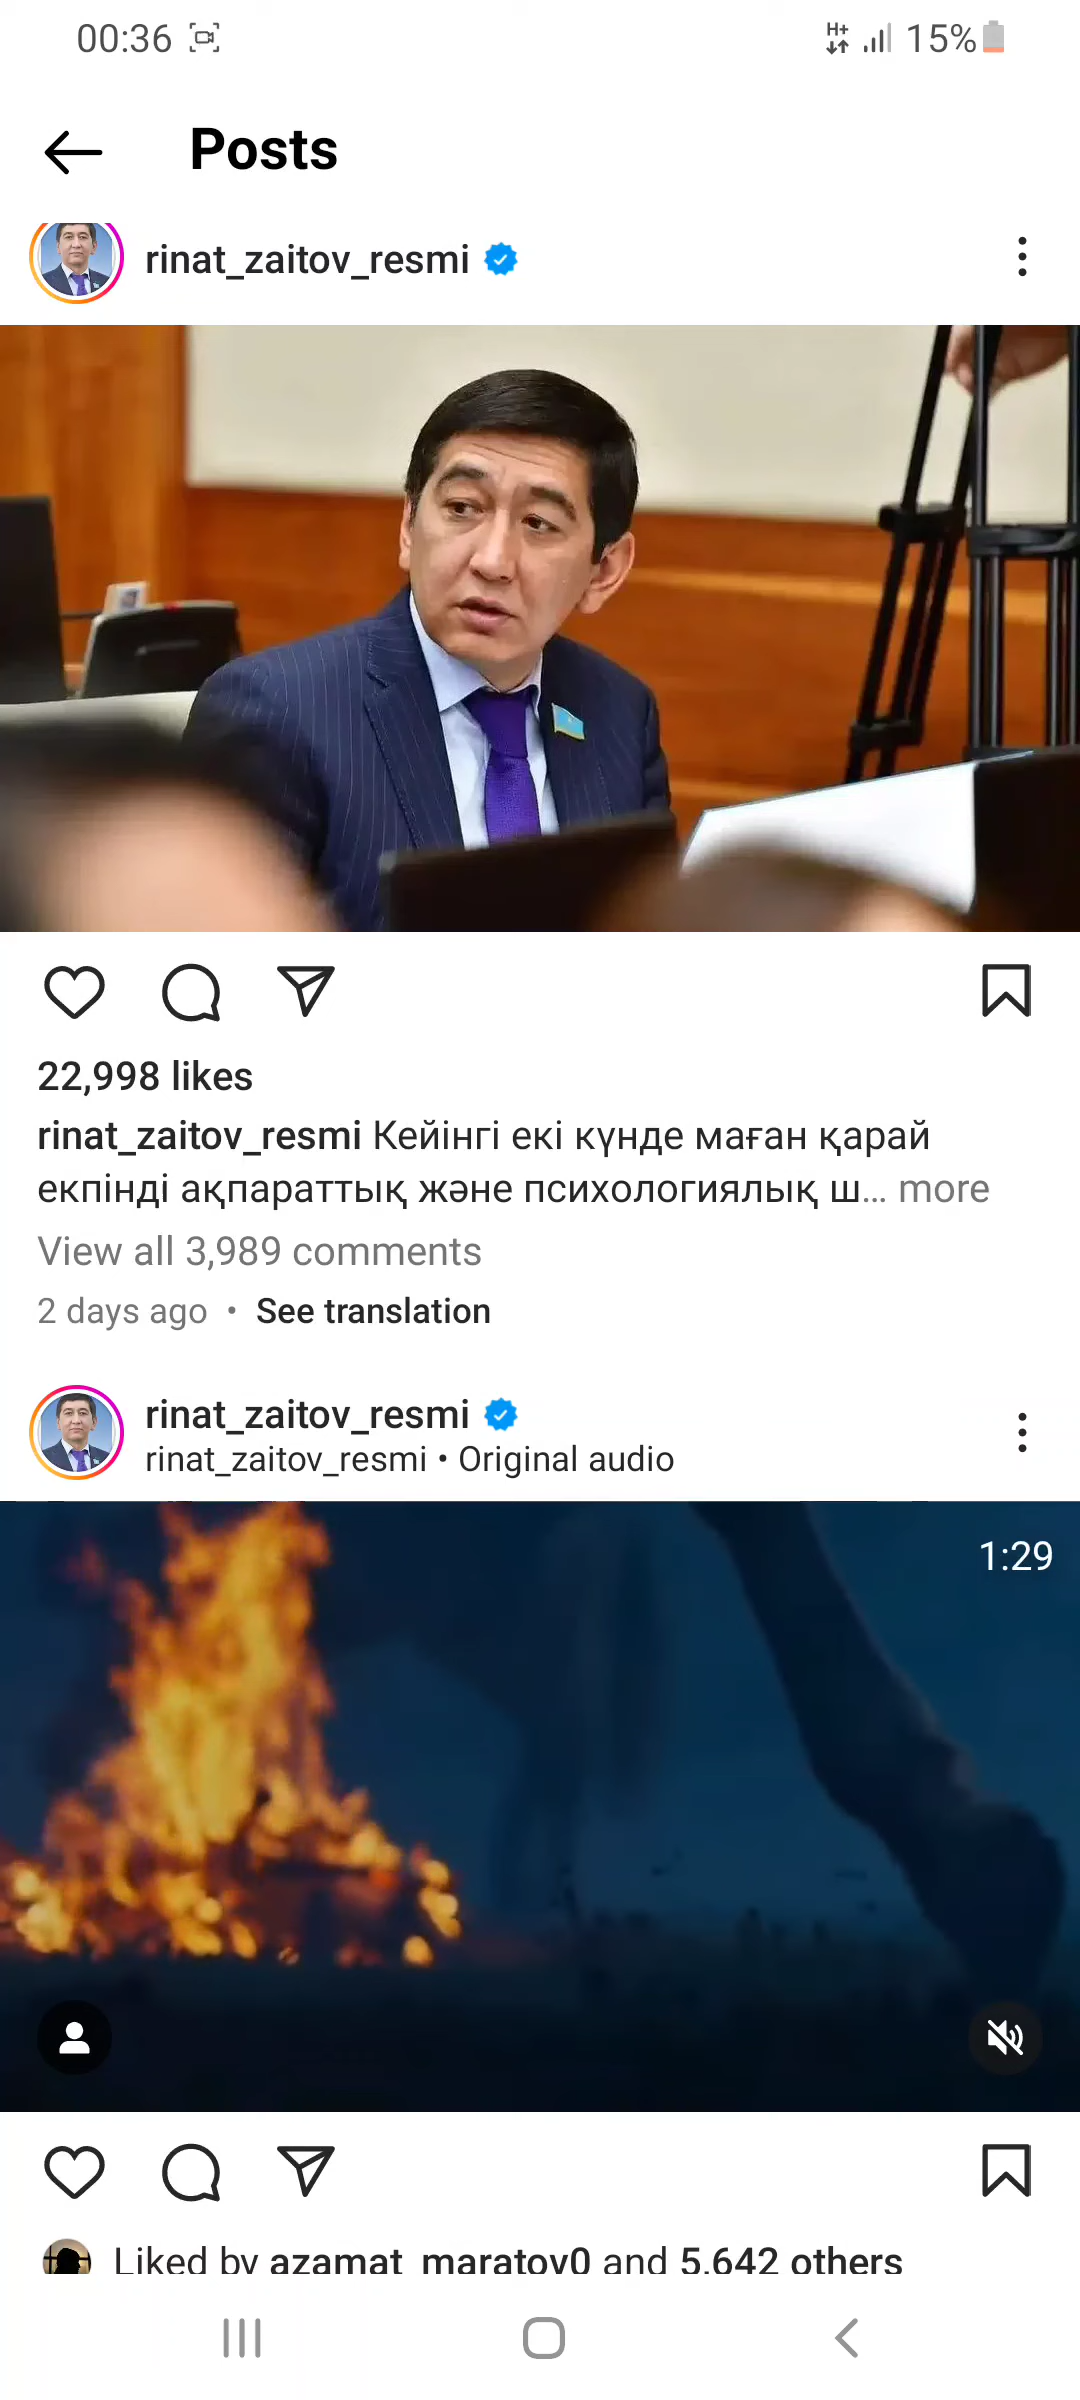 00:36
H+
15%
Posts
rinat_zaitov_resmi
22,998 likes
rinat_zaitov_resmi Кейінгі екі күнде маған қарай
екпінді ақпараттық және психологиялық ш... more
View all 3,989 comments
2 days ago • See translation
rinat_zaitov_resmi
rinat_zaitov_resmi • Original audio
1:29
Liked by azamat_maratov0 and 5,642 others